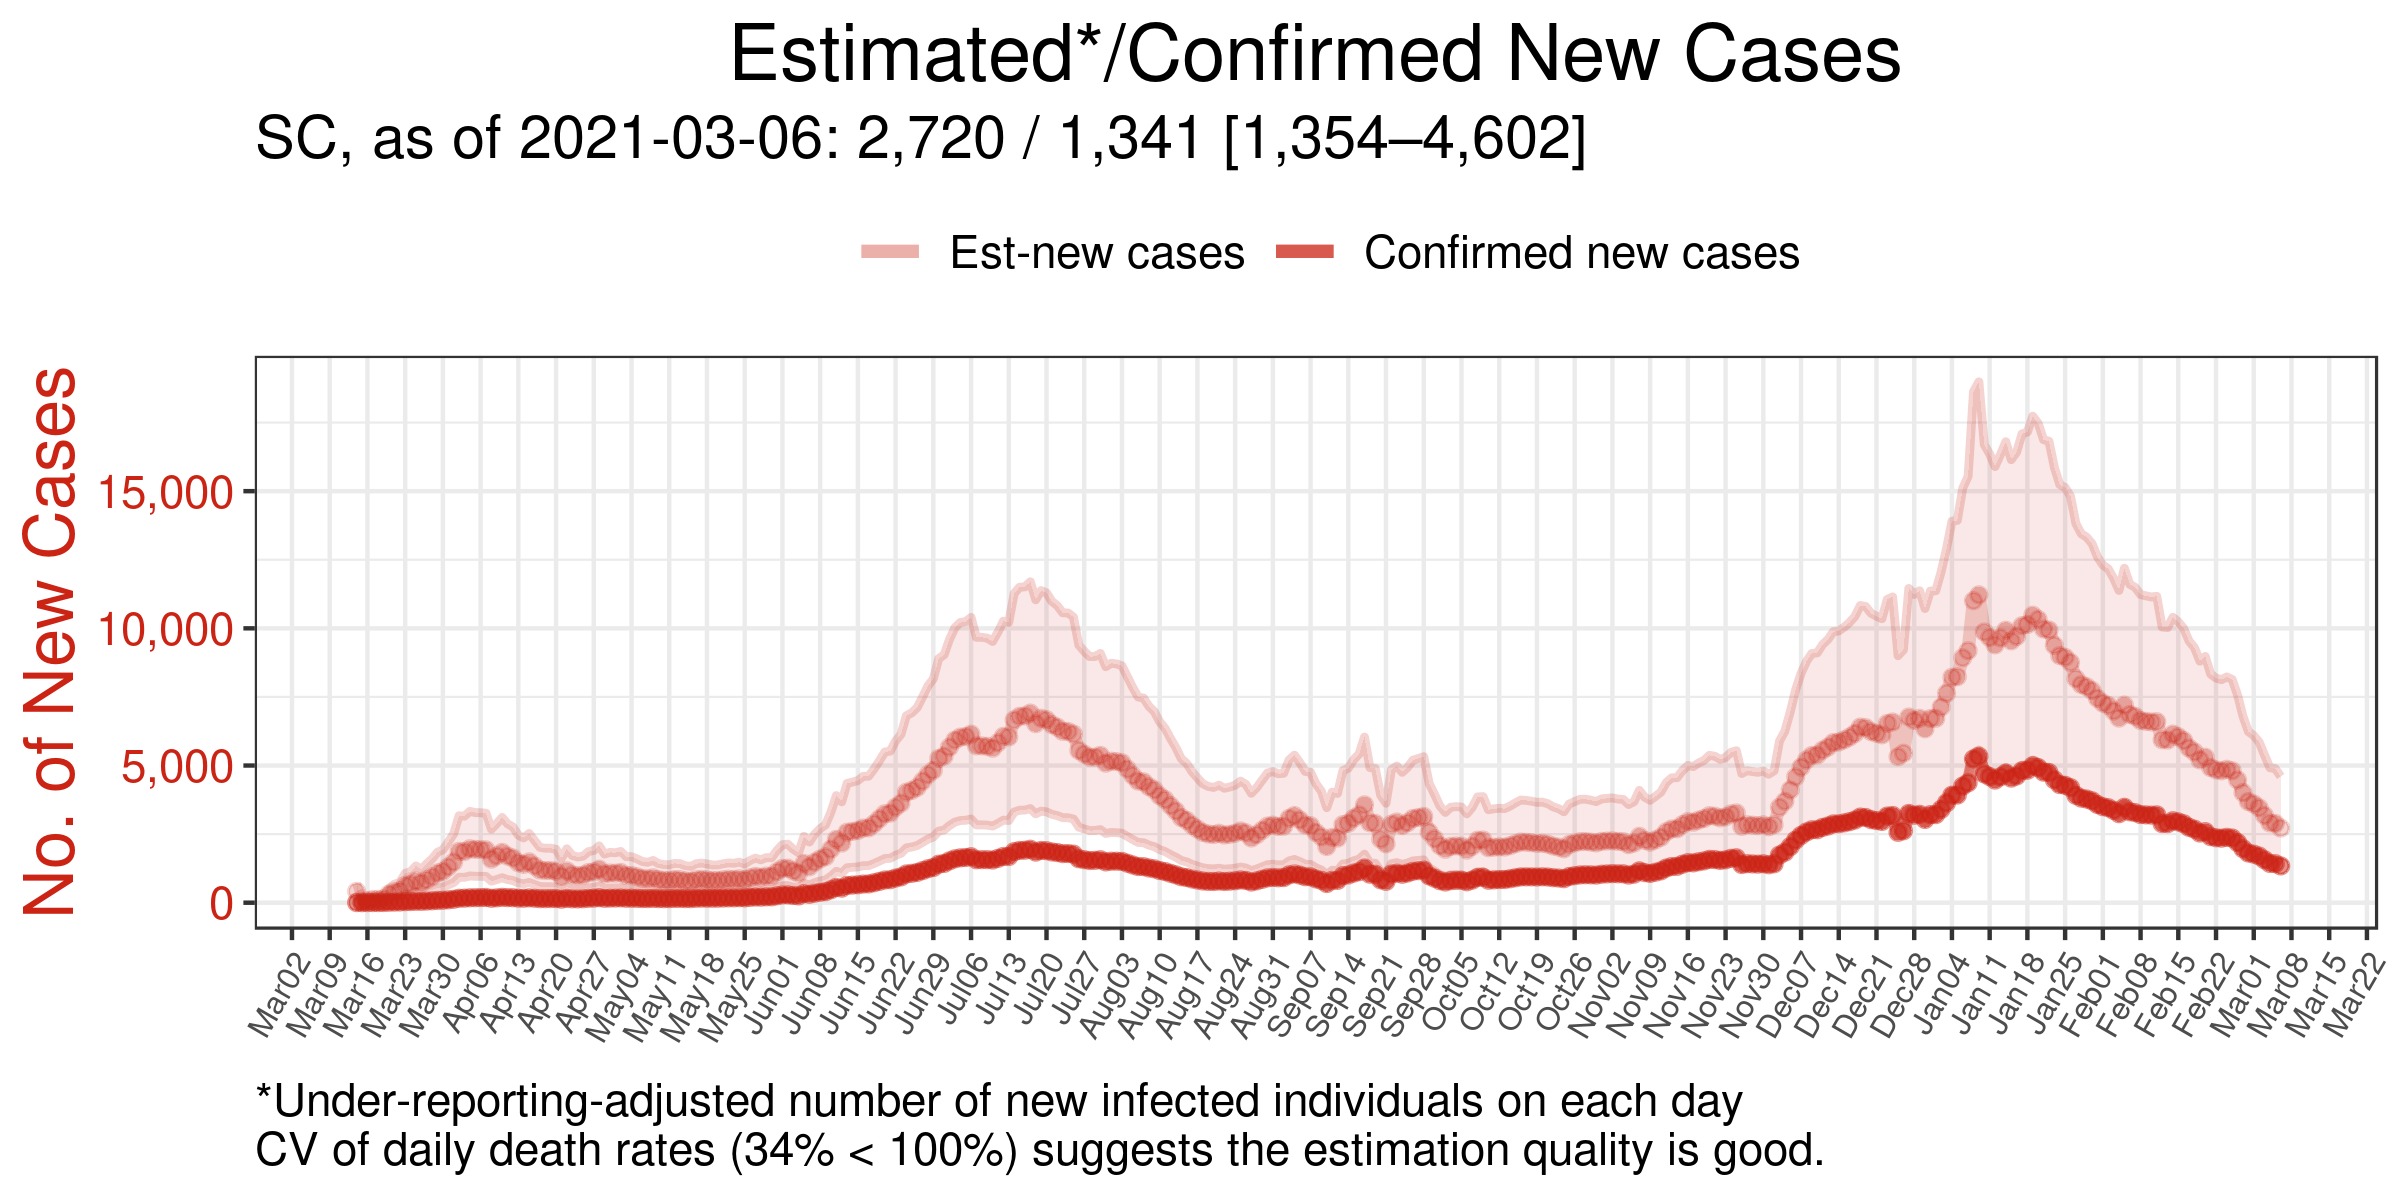 Estimated*/Confirmed New Cases
SC, as of 2021-03-06: 2,720 / 1,341 [1,354–4,602]
Est-new cases
Confirmed new cases
No. of New Cases
15,000
10,000
5,000
0
Mar02
Mar09
Mar16
Mar23
Mar30
Apr06
Apr13
Apr20
Apr27
May04
May11
May18
May25
Jun01
Jun08
Jun15
Jun22
Jun29
Jul06
Jul13
Jul20
Jul27
Aug03
Aug10
Aug17
Aug24
Aug31
Sep07
Sep14
Sep21
Sep28
Oct05
Oct12
Oct19
Oct26
Nov02
Nov09
Nov16
Nov23
Nov30
Dec07
Dec14
Dec21
Dec28
Jan04
Jan11
Jan18
Jan25
Feb01
Feb08
Feb15
Feb22
Mar01
Mar08
Mar15
Mar22
*Under-reporting-adjusted number of new infected individuals on each day
CV of daily death rates (34% < 100%) suggests the estimation quality is good.